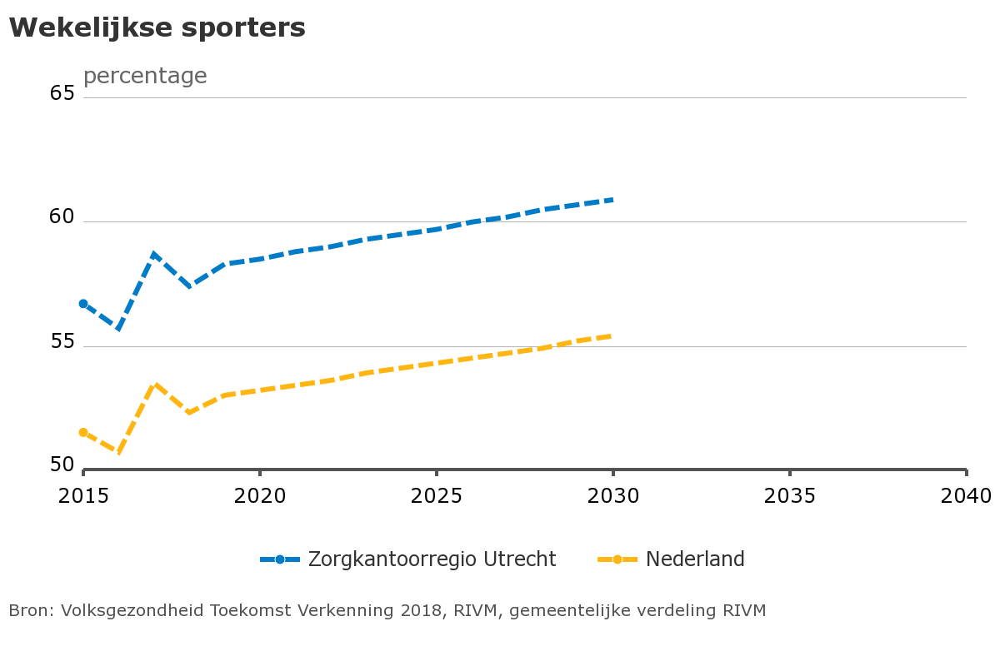 Wekelijkse sporters
percentage
65
60
55
50
2015 2020 2025 2030 2035 2040
Zorgkantoorregio Utrecht Nederland
Bron: Volksgezondheid Toekomst Verkenning 2018, RIVM, gemeentelijke verdeling RIVM